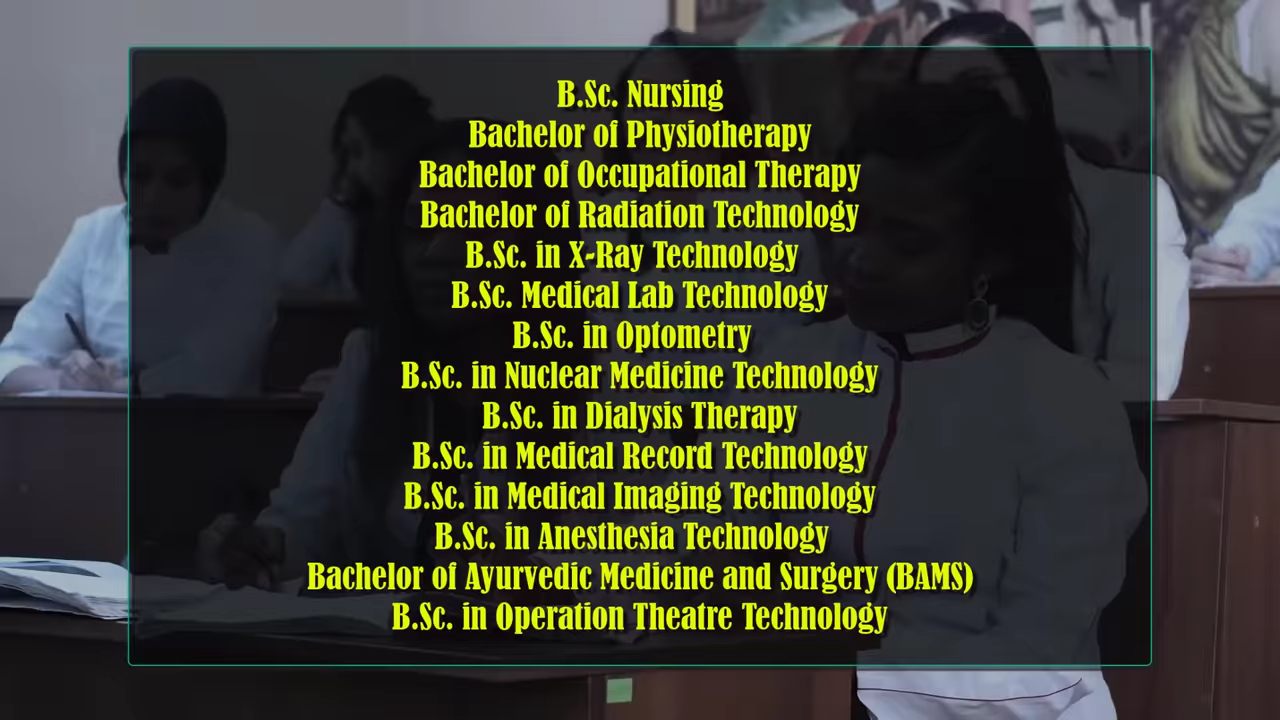 B.Sc. Nursing
Bachelor of Physiotherapy
Bachelor of Occupational Therapy
Bachelor of Radiation Technology
B.Sc. in X-Ray Technology
B.Sc. Medical Lab Technology
B.Sc. in Optometry
B.Sc. in Nuclear Medicine Technology
B.Sc. in Dialysis Therapy
B.Sc. in Medical Record Technology
B.Sc. in Medical Imaging Technology
B.Sc. in Anesthesia Technology
Bachelor of Ayurvedic Medicine and Surgery (BAMS)
B.Sc. in Operation Theatre Technology